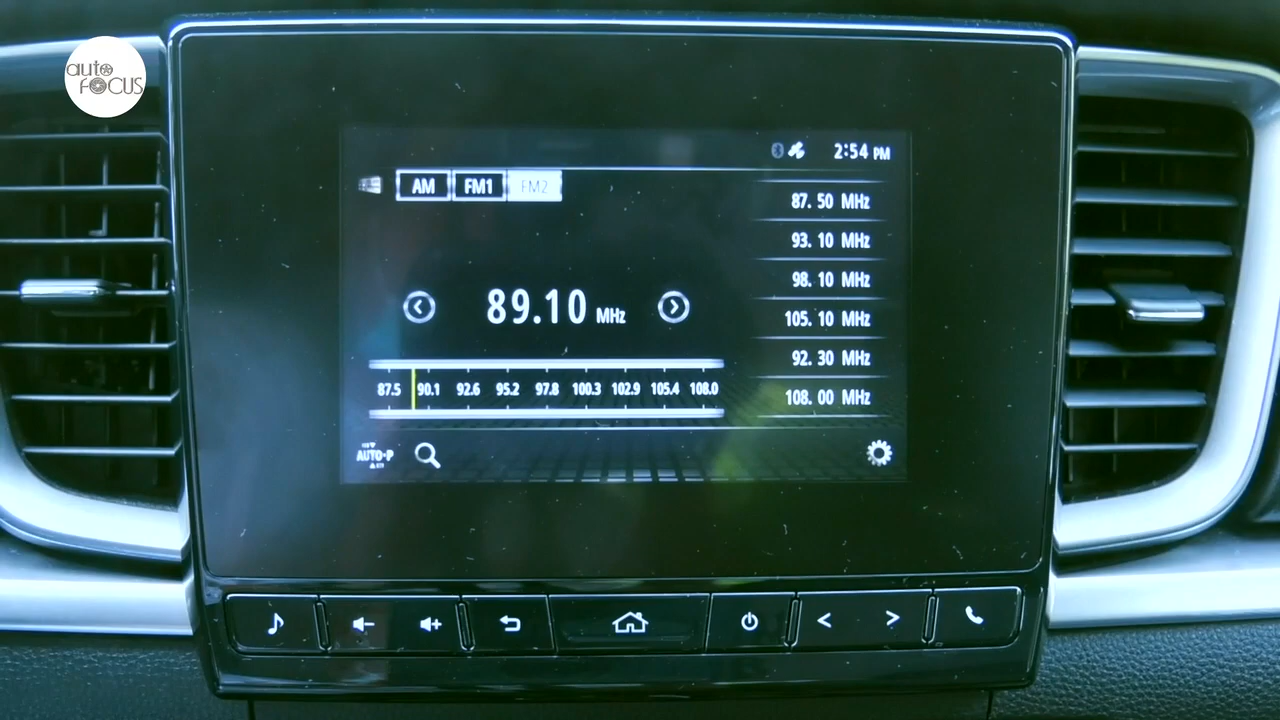 auto
FOCUS
2:54 PM
AM FM1 FM2
87. 50 MHz
93. 10 MHz
98. 10 MHz
105. 10 MHz
92. 30 MHz
108. 00 MHz
89.10 MHz
87.5 90.1 92.6 95.2 97.8 100.3 102.9 105.4 108.0
AUTO·P